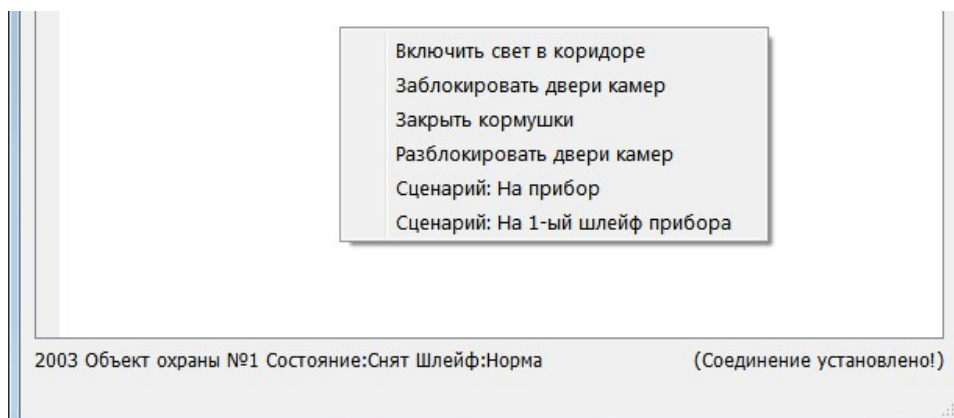 Включить свет в коридоре
Заблокировать двери камер
Закрыть кормушки
Разблокировать двери камер
Сценарий: На прибор
Сценарий: На 1-ый шлейф прибора
2003 Объект охраны №1 Состояние:Снят Шлейф:Норма (Соединение установлено!)